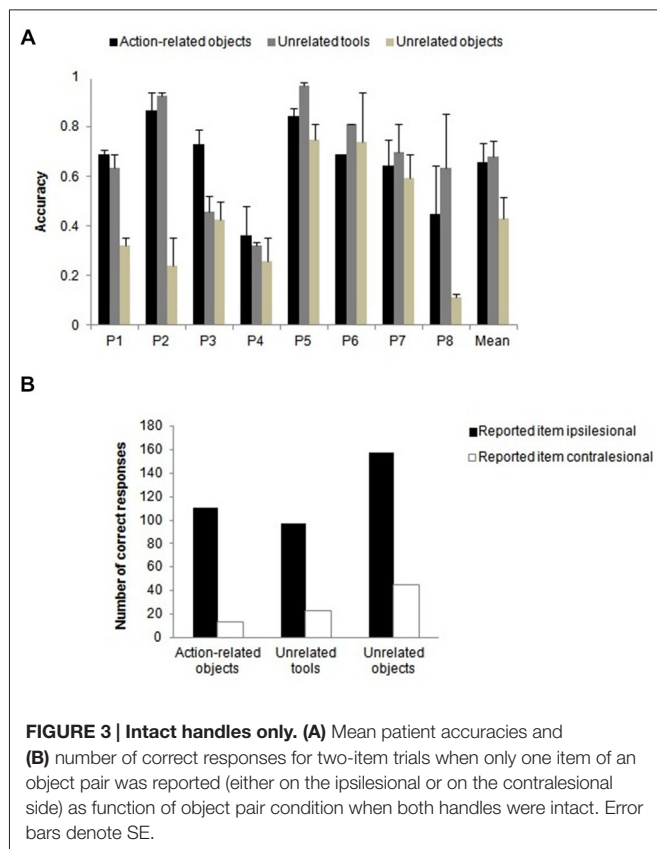 A
Action-related objects Unrelated tools Unrelated objects
1
0.8
0.6
0.4
0.2
0
Accuracy
P1 P2 P3 P4 P5 P6 P7 P8 Mean
B
180
160
140
120
100
80
60
40
20
0
Number of correct responses
Reported item ipsilesional
Reported item contralesional
Action-related Unrelated Unrelated
objects tools objects
FIGURE 3 | Intact handles only. (A) Mean patient accuracies and
(B) number of correct responses for two-item trials when only one item of an
object pair was reported (either on the ipsilesional or on the contralesional
side) as function of object pair condition when both handles were intact. Error
bars denote SE.